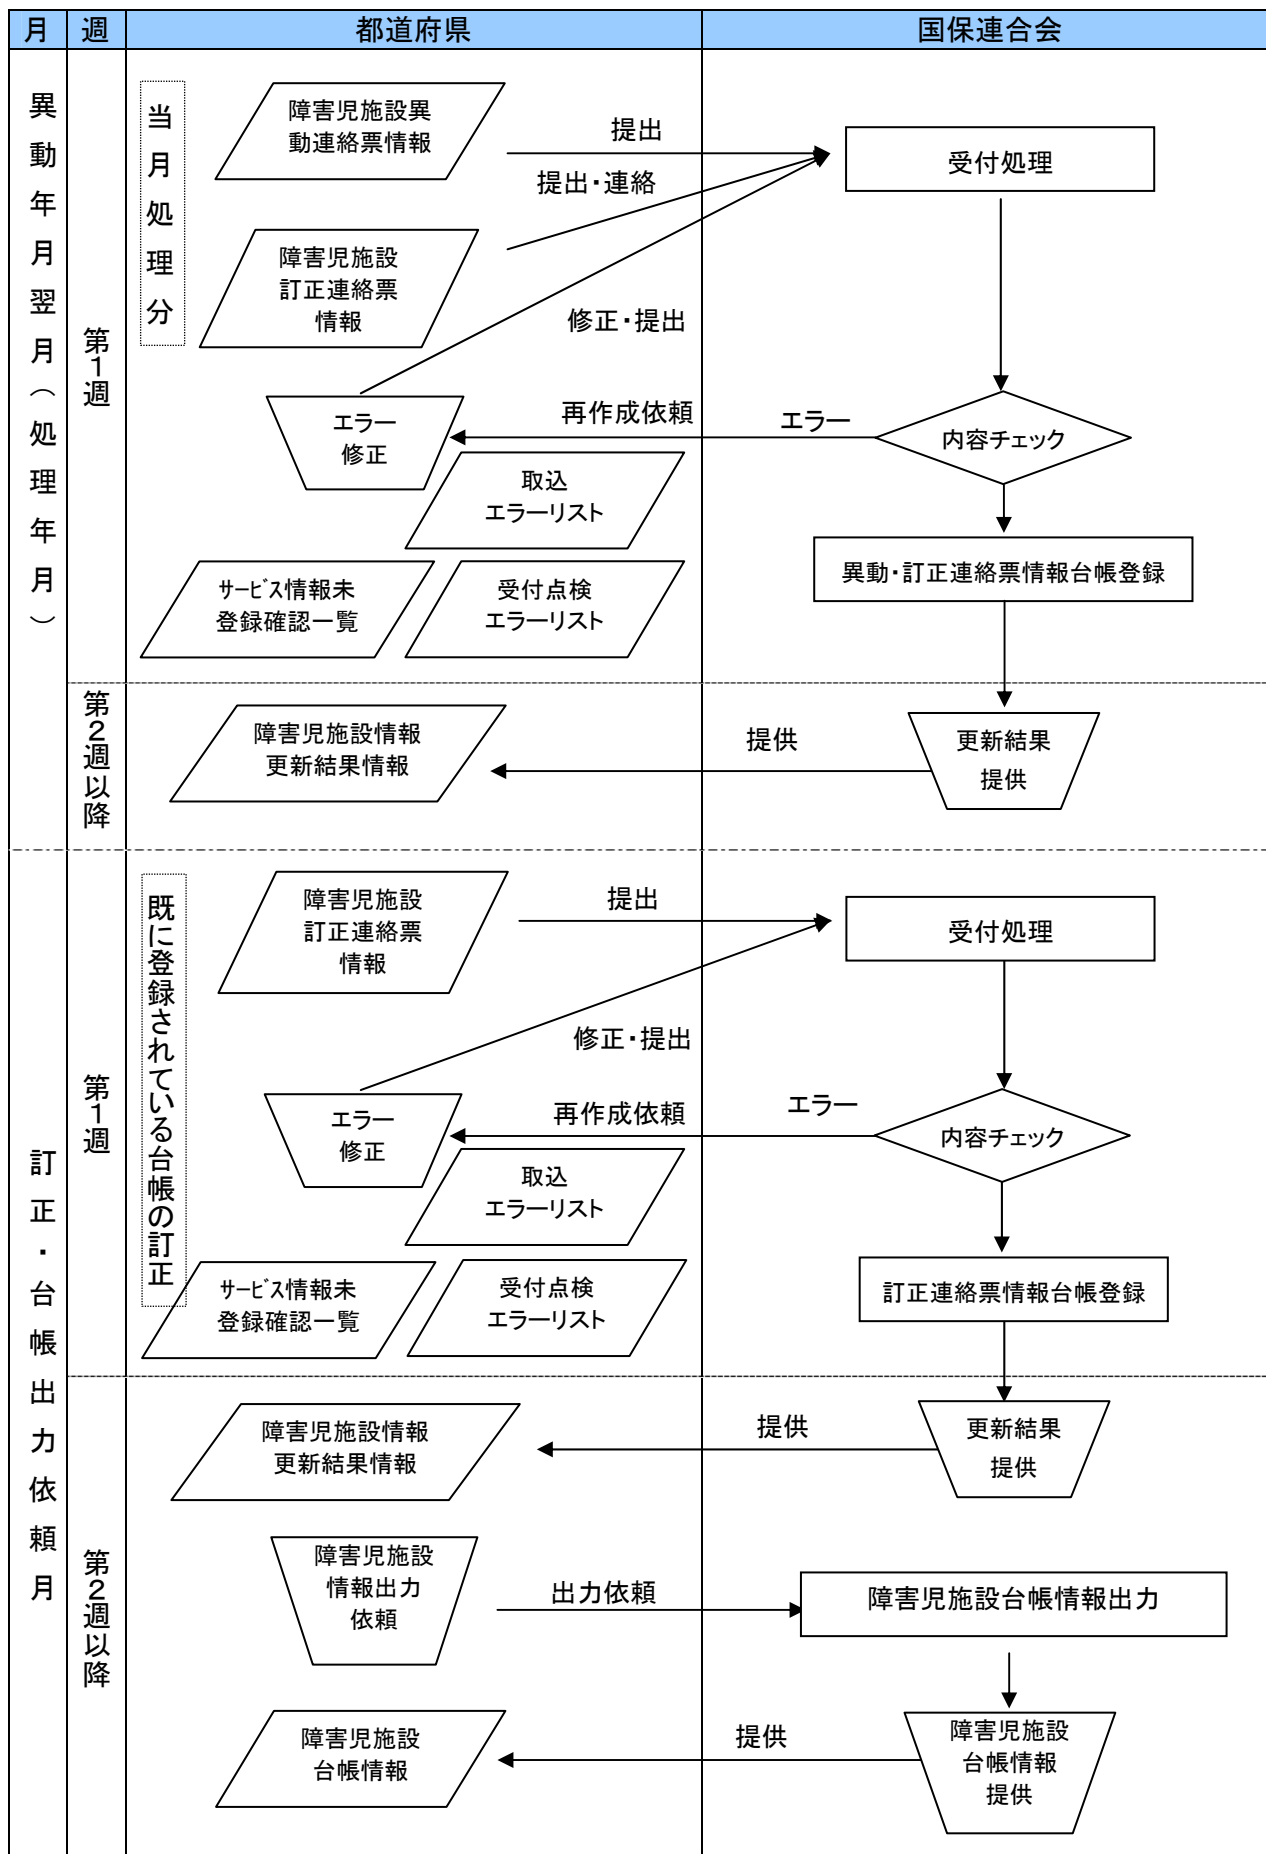 月
週
都道府県
国保連合会
異動年月翌月（処理年月）
第1週
当月処理分
障害児施設異
動連絡票情報
提出
受付処理
提出・連絡
障害児施設
訂正連絡票
情報
修正・提出
エラー
修正
再作成依頼
エラー
内容チェック
取込
エラーリスト
サービス情報未
登録確認一覧
受付点検
エラーリスト
異動・訂正連絡票情報台帳登録
第2週以降
障害児施設情報
更新結果情報
提供
更新結果
提供
訂正・台帳出力依頼月
第1週
既に登録されている台帳の訂正
障害児施設
訂正連絡票
情報
提出
受付処理
修正・提出
エラー
修正
再作成依頼
エラー
内容チェック
取込
エラーリスト
サービス情報未
登録確認一覧
受付点検
エラーリスト
訂正連絡票情報台帳登録
第2週以降
障害児施設情報
更新結果情報
提供
更新結果
提供
障害児施設
情報出力
依頼
出力依頼
障害児施設台帳情報出力
障害児施設
台帳情報
提供
障害児施設
台帳情報
提供